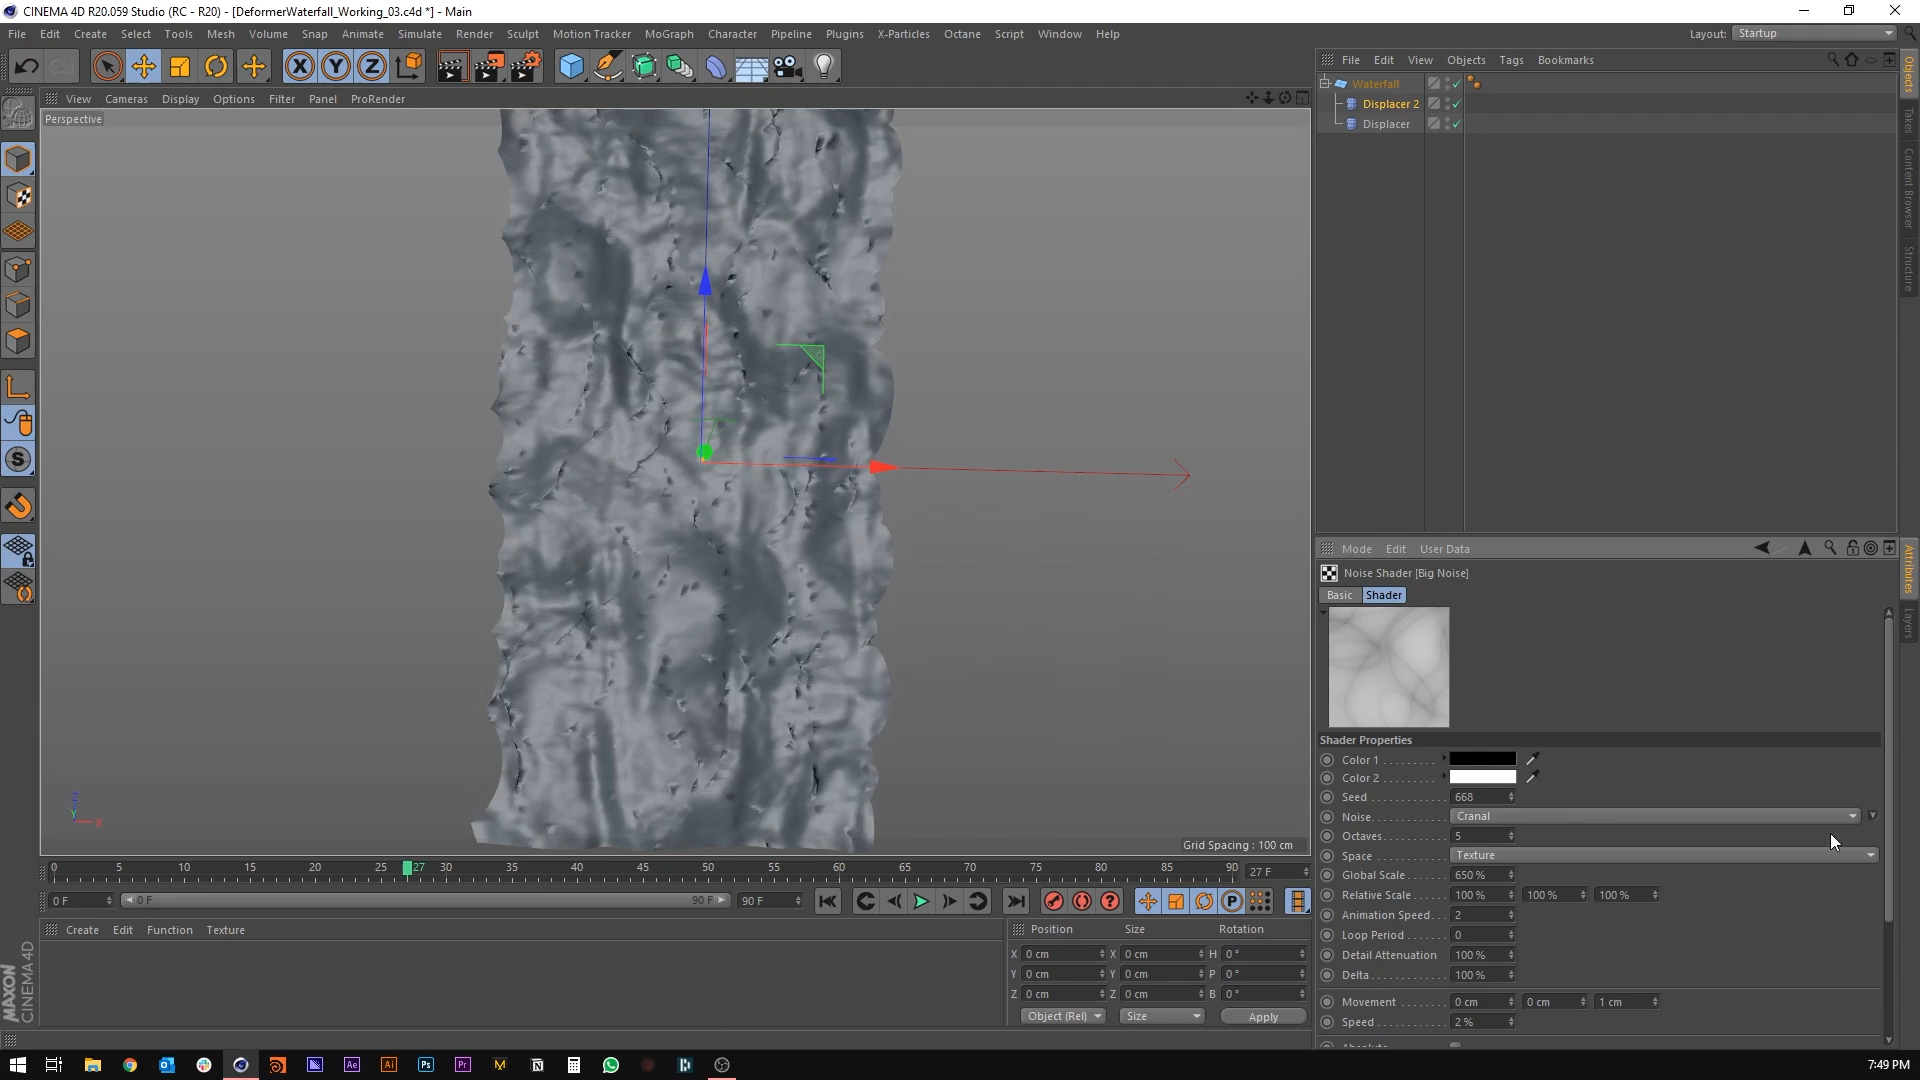 CINEMA 4D R20.059 Studio (RC - R20) - [DeformerWaterfall_Working_03.c4d *] - Main
File Edit Create Select Tools Mesh Volume Snap Animate Simulate Render Sculpt Motion Tracker MoGraph Character Pipeline Plugins X-Particles Octane Script Window Help Layout: Startup
File Edit View Objects Tags Bookmarks
View Cameras Display Options Filter Panel ProRender
Perspective
Waterfall
Displacer 2
Displacer
Objects
Takes
Content Browser
Structure
Mode Edit User Data
Noise Shader [Big Noise]
Basic Shader
Attributes
Layers
Shader Properties
Color 1
Color 2
Seed 668
Noise Cranal
Octaves 5
Space Texture
Global Scale 650 %
Relative Scale 100 % 100 % 100 %
Animation Speed 2
Loop Period 0
Detail Attenuation 100 %
Delta 100 %
Movement 0 cm 0 cm 1 cm
Speed 2 %
Z
Y
X
Grid Spacing : 100 cm
0 5 10 15 20 25 27 30 35 40 45 50 55 60 65 70 75 80 85 90 27 F
0 F 0 F 90 F 90 F
Create Edit Function Texture
Position Size Rotation
X 0 cm X 0 cm H 0 °
Y 0 cm Y 0 cm P 0 °
Z 0 cm Z 0 cm B 0 °
Object (Rel) Size Apply
MAXON
CINEMA 4D
7:49 PM